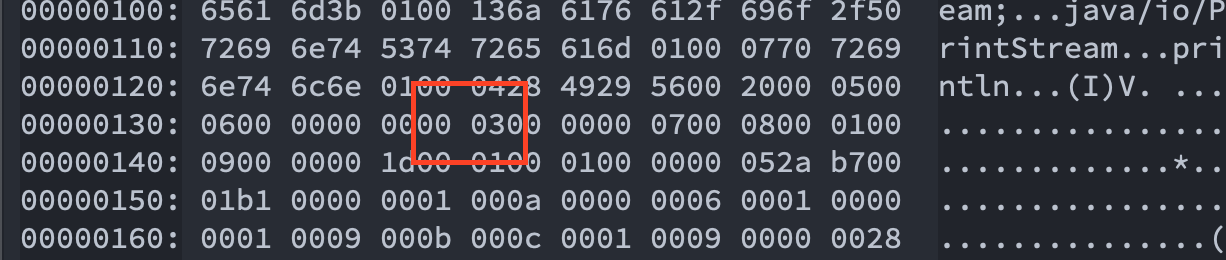 00000100: 6561 6d3b 0100 136a 6176 612f 696f 2f50 eam;...java/io/P
00000110: 7269 6e74 5374 7265 616d 0100 0770 7269 rintStream...pri
00000120: 6e74 6c6e 0100 0428 4929 5600 2000 0500 ntln...(I)V. ...
00000130: 0600 0000 0000 0300 0000 0700 0800 0100 ................
00000140: 0900 0000 1d00 0100 0100 0000 052a b700 .............*..
00000150: 01b1 0000 0001 000a 0000 0006 0001 0000 ................
00000160: 0001 0009 000b 000c 0001 0009 0000 0028 ...............(